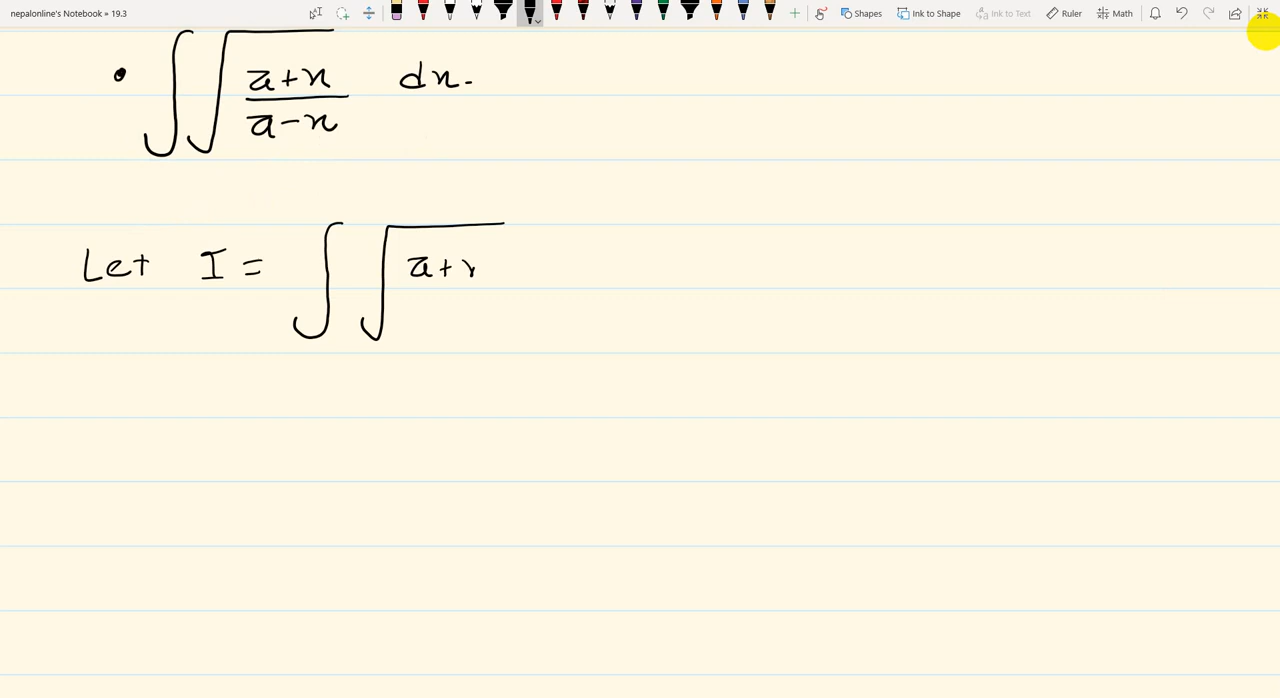 nepalonline's Notebook » 19.3
Shapes Ink to Shape Ink to Text Ruler Math
∫ √(a+x / a-x) dx.
Let I = ∫ √(a+x